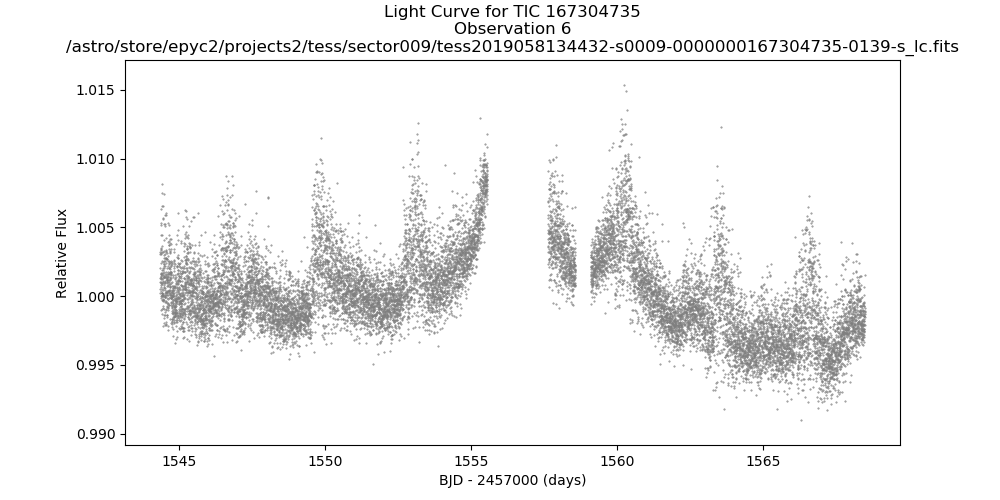 Light Curve for TIC 167304735
Observation 6
/astro/store/epyc2/projects2/tess/sector009/tess2019058134432-s0009-0000000167304735-0139-s_lc.fits
1.015
1.010
1.005
1.000
0.995
0.990
Relative Flux
1545
1550
1555
1560
1565
BJD - 2457000 (days)